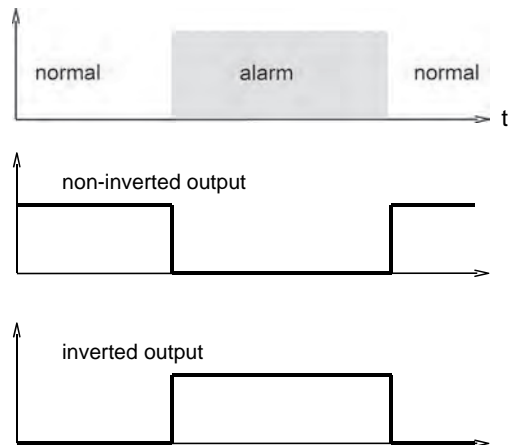 normal alarm normal
t
non-inverted output
inverted output